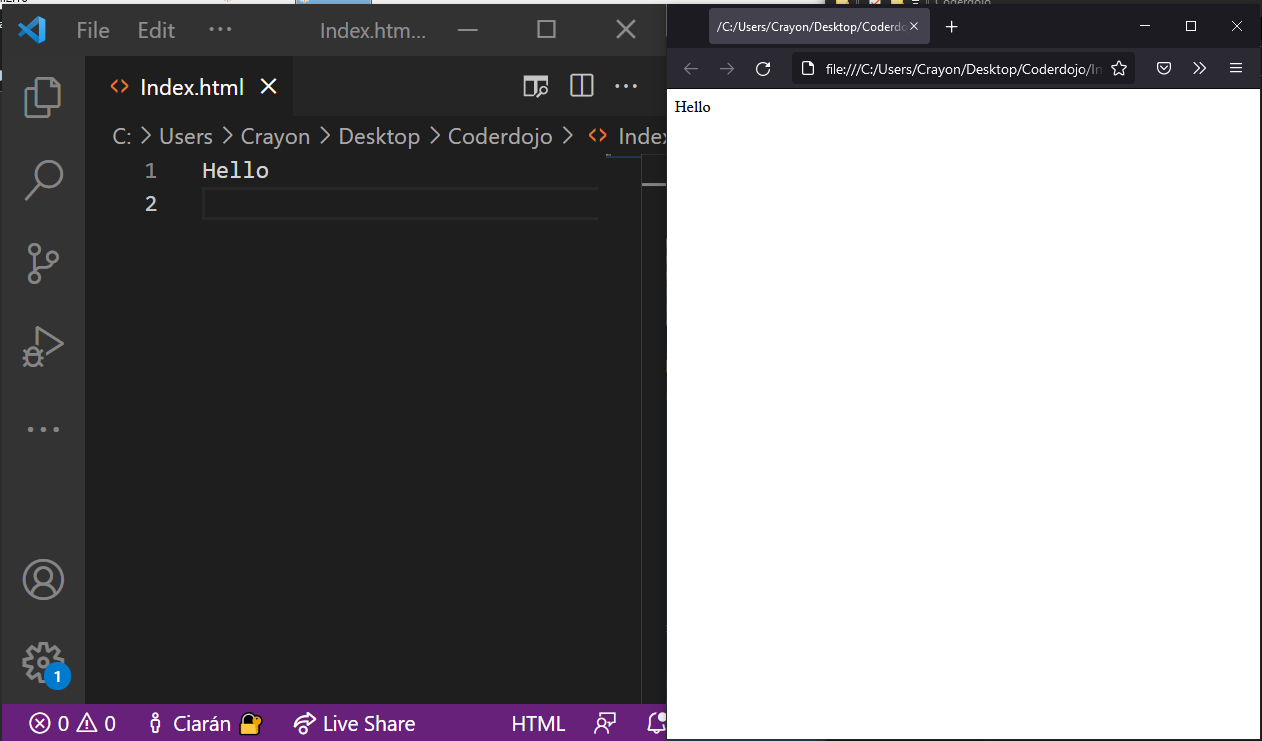 File Edit ... Index.htm...
Index.html
C: > Users > Crayon > Desktop > Coderdojo > Index
1 Hello
2
1
0 0 Ciarán Live Share HTML
Coderdojo
/C:/Users/Crayon/Desktop/Coderdo
file:///C:/Users/Crayon/Desktop/Coderdojo/In
Hello